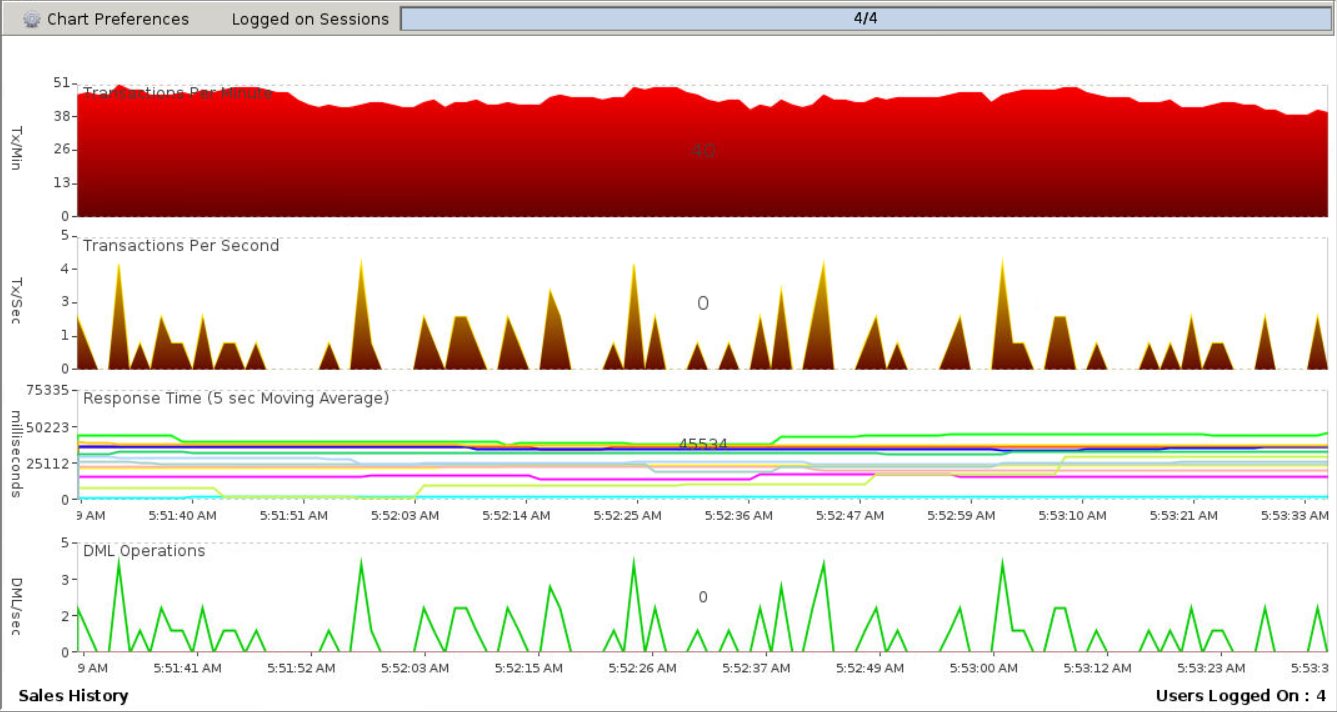 Chart Preferences Logged on Sessions 4/4
Transactions Per Minute
51
38
26
13
0
Tx/Min
40
Transactions Per Second
5
4
3
1
0
Tx/Sec
0
Response Time (5 sec Moving Average)
75335
50223
25112
0
milliseconds
45534
9 AM 5:51:40 AM 5:51:51 AM 5:52:03 AM 5:52:14 AM 5:52:25 AM 5:52:36 AM 5:52:47 AM 5:52:59 AM 5:53:10 AM 5:53:21 AM 5:53:33 AM
DML Operations
5
3
2
0
DML/sec
0
9 AM 5:51:41 AM 5:51:52 AM 5:52:03 AM 5:52:15 AM 5:52:26 AM 5:52:37 AM 5:52:49 AM 5:53:00 AM 5:53:12 AM 5:53:23 AM 5:53:3
Sales History Users Logged On : 4